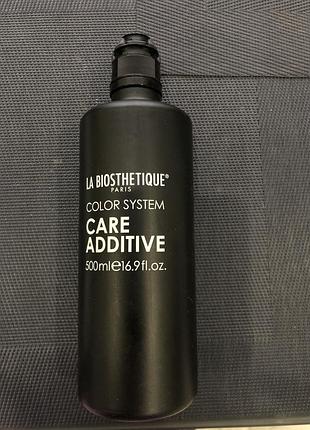 LA BIOSTHETIQUE®
PARIS
COLOR SYSTEM
CARE
ADDITIVE
500ml℮16.9fl.oz.